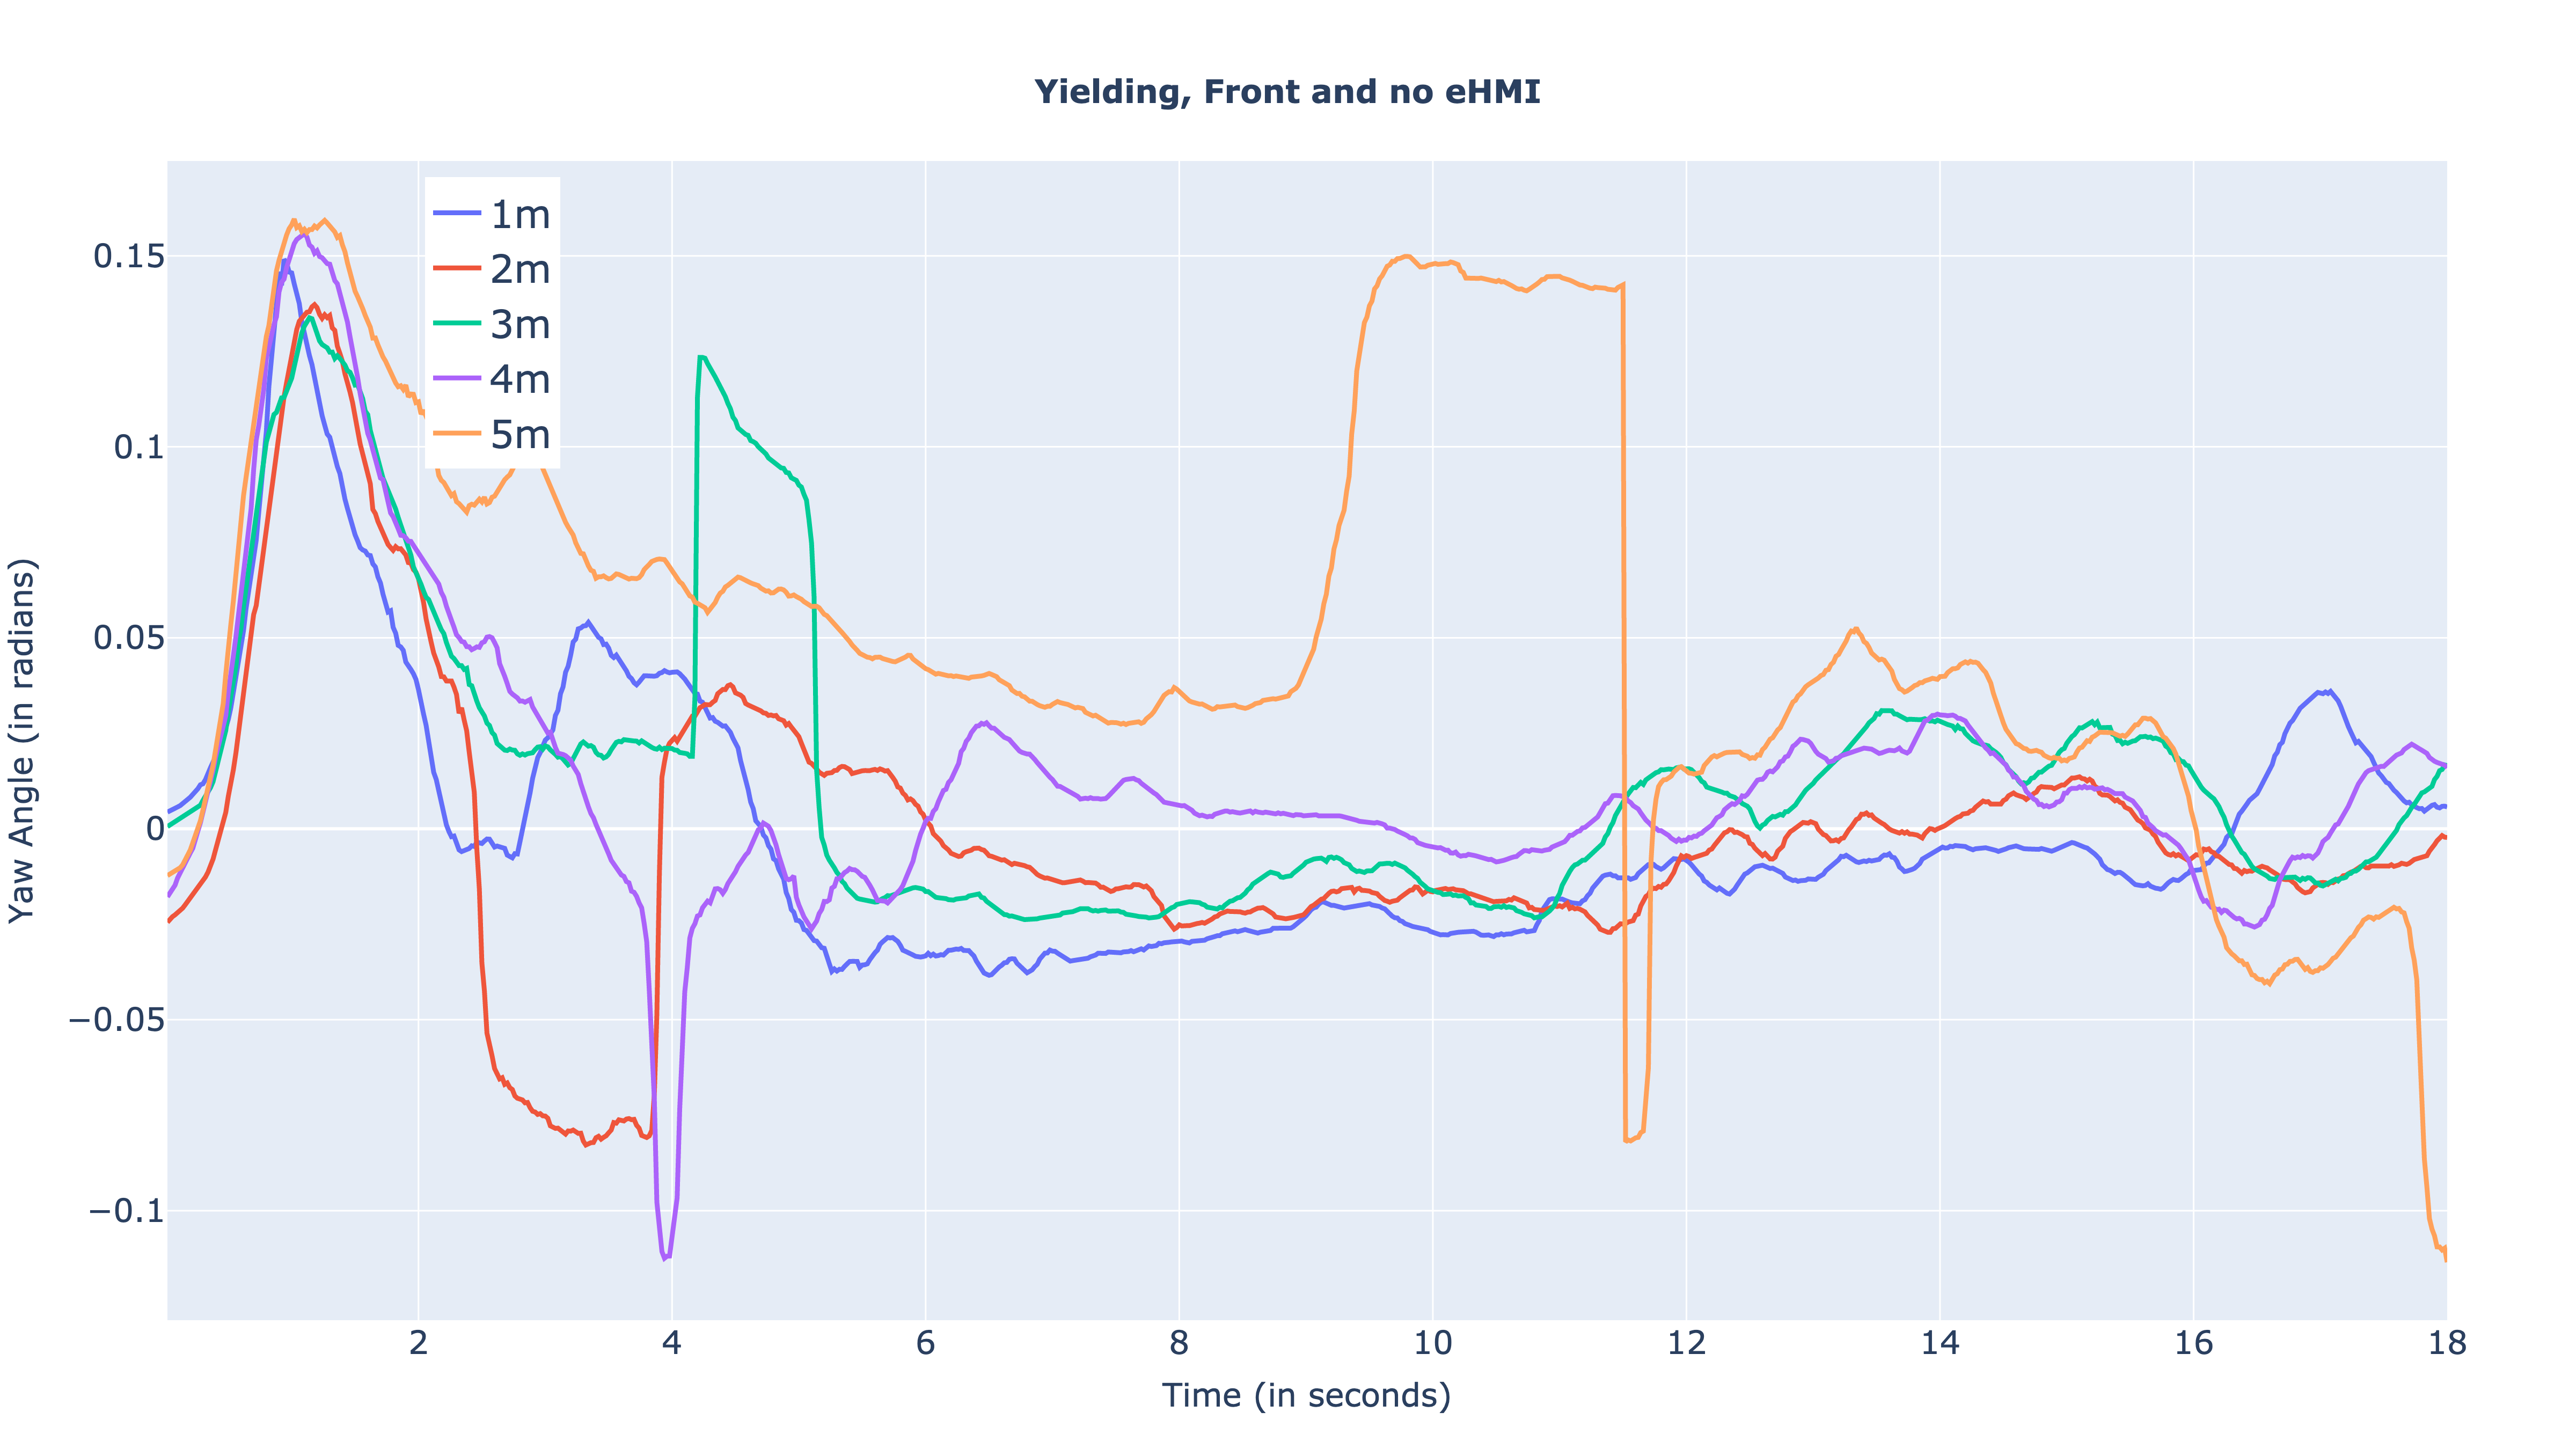 Yielding, Front and no eHMI
1m
2m
3m
4m
5m
Yaw Angle (in radians)
0.15
0.1
0.05
0
−0.05
−0.1
2 4 6 8 10 12 14 16 18
Time (in seconds)